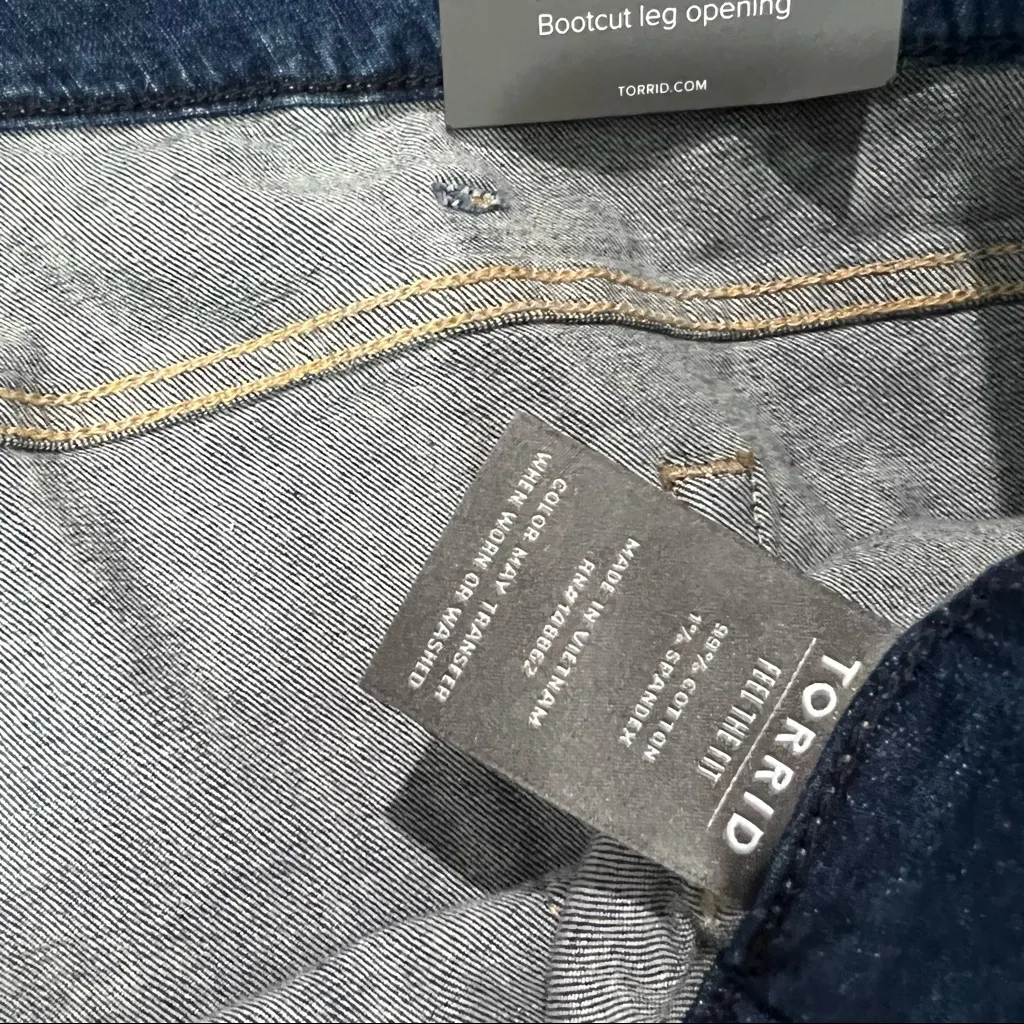 Bootcut leg opening
TORRID.COM
TORRID
FEEL THE FIT
99% COTTON
1% SPANDEX
MADE IN VIETNAM
RN#148662
COLOR MAY TRANSFER
WHEN WORN OR WASHED